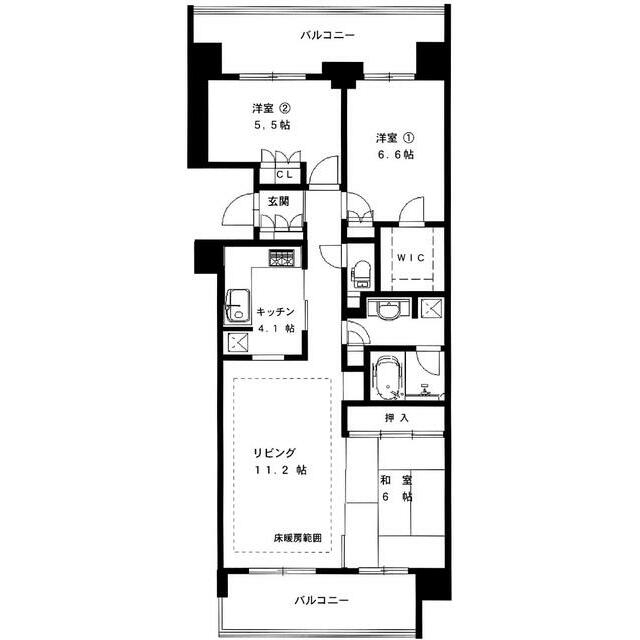 バルコニー
洋室 ②
5.5帖
洋室 ①
6.6帖
CL
玄関
WIC
キッチン
4.1 帖
押入
リビング
11.2 帖
和 室
6 帖
床暖房範囲
バルコニー